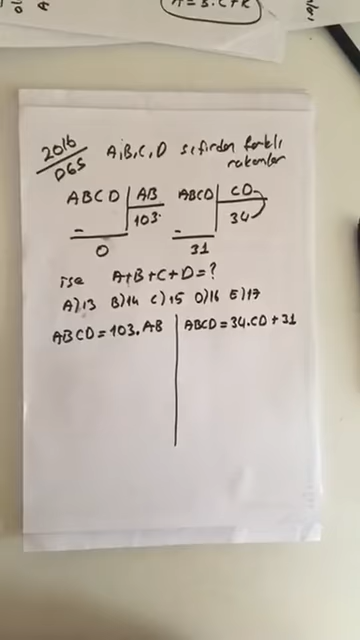 A = B.C+K
2016
DGS
A,B,C,D sıfırdan farklı
rakamlar
ABCD | AB
103
-
0
ABCD | CD
34
-
31
ise A+B+C+D=?
A)13 B)14 C)15 D)16 E)17
ABCD=103.AB
ABCD=34.CD+31